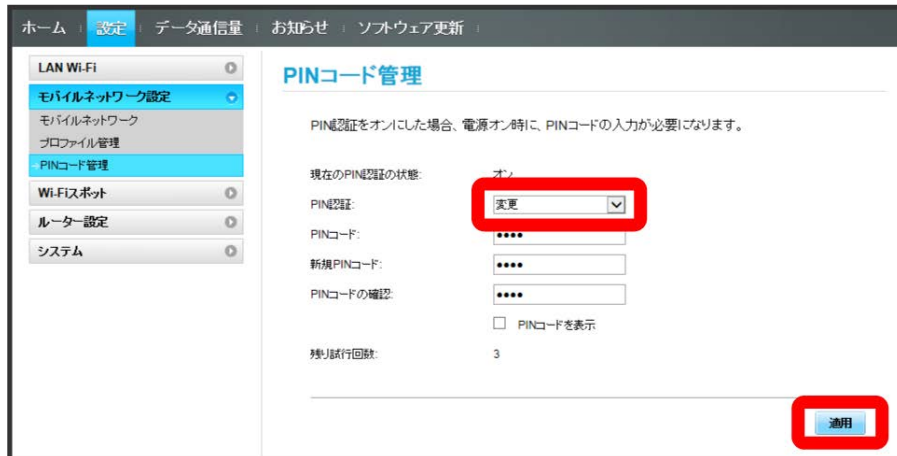 ホーム 設定 データ通信量 お知らせ ソフトウェア更新
LAN Wi-Fi
モバイルネットワーク設定
モバイルネットワーク
プロファイル管理
PINコード管理
Wi-Fiスポット
ルーター設定
システム
PINコード管理
PIN認証をオンにした場合、電源オン時に、PINコードの入力が必要になります。
現在のPIN認証の状態: オン
PIN認証: 変更
PINコード: ••••
新規PINコード: ••••
PINコードの確認: ••••
PINコードを表示
残り試行回数: 3
適用